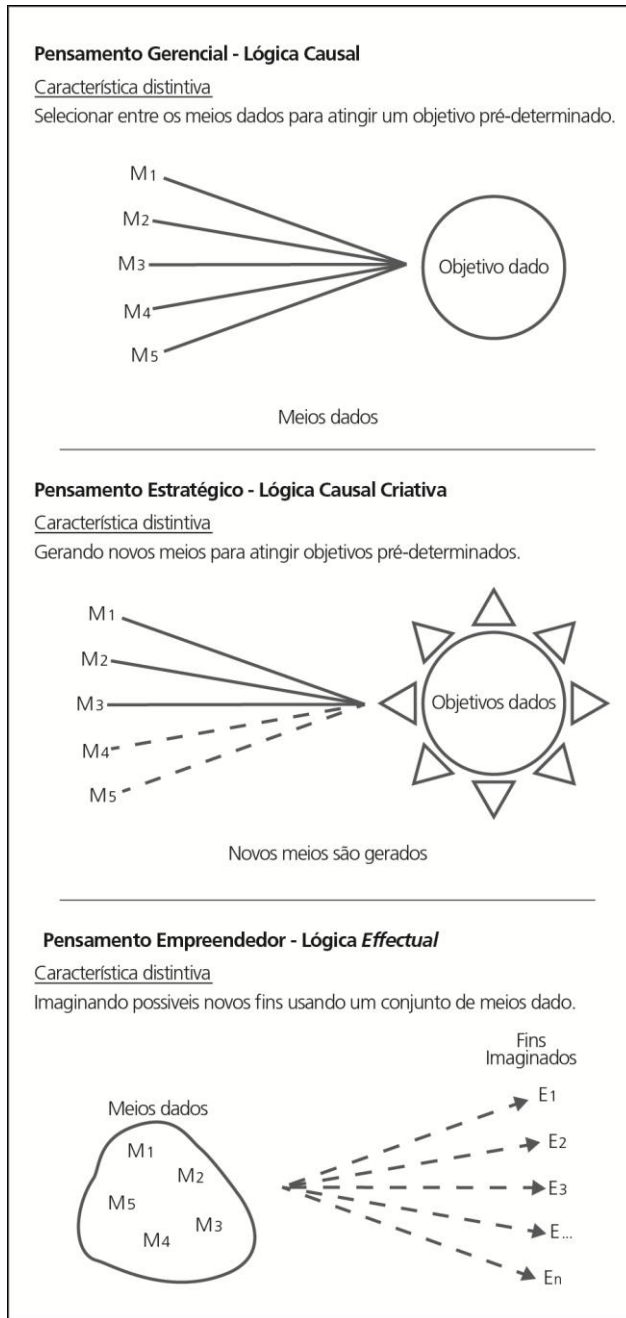 Pensamento Gerencial - Lógica Causal
Característica distintiva
Selecionar entre os meios dados para atingir um objetivo pré-determinado.
M1
M2
M3
M4
M5
Objetivo dado
Meios dados
Pensamento Estratégico - Lógica Causal Criativa
Característica distintiva
Gerando novos meios para atingir objetivos pré-determinados.
M1
M2
M3
M4
M5
Objetivos dados
Novos meios são gerados
Pensamento Empreendedor - Lógica Effectual
Característica distintiva
Imaginando possiveis novos fins usando um conjunto de meios dado.
Meios dados
M1
M2
M5
M3
M4
Fins
Imaginados
E1
E2
E3
E...
En